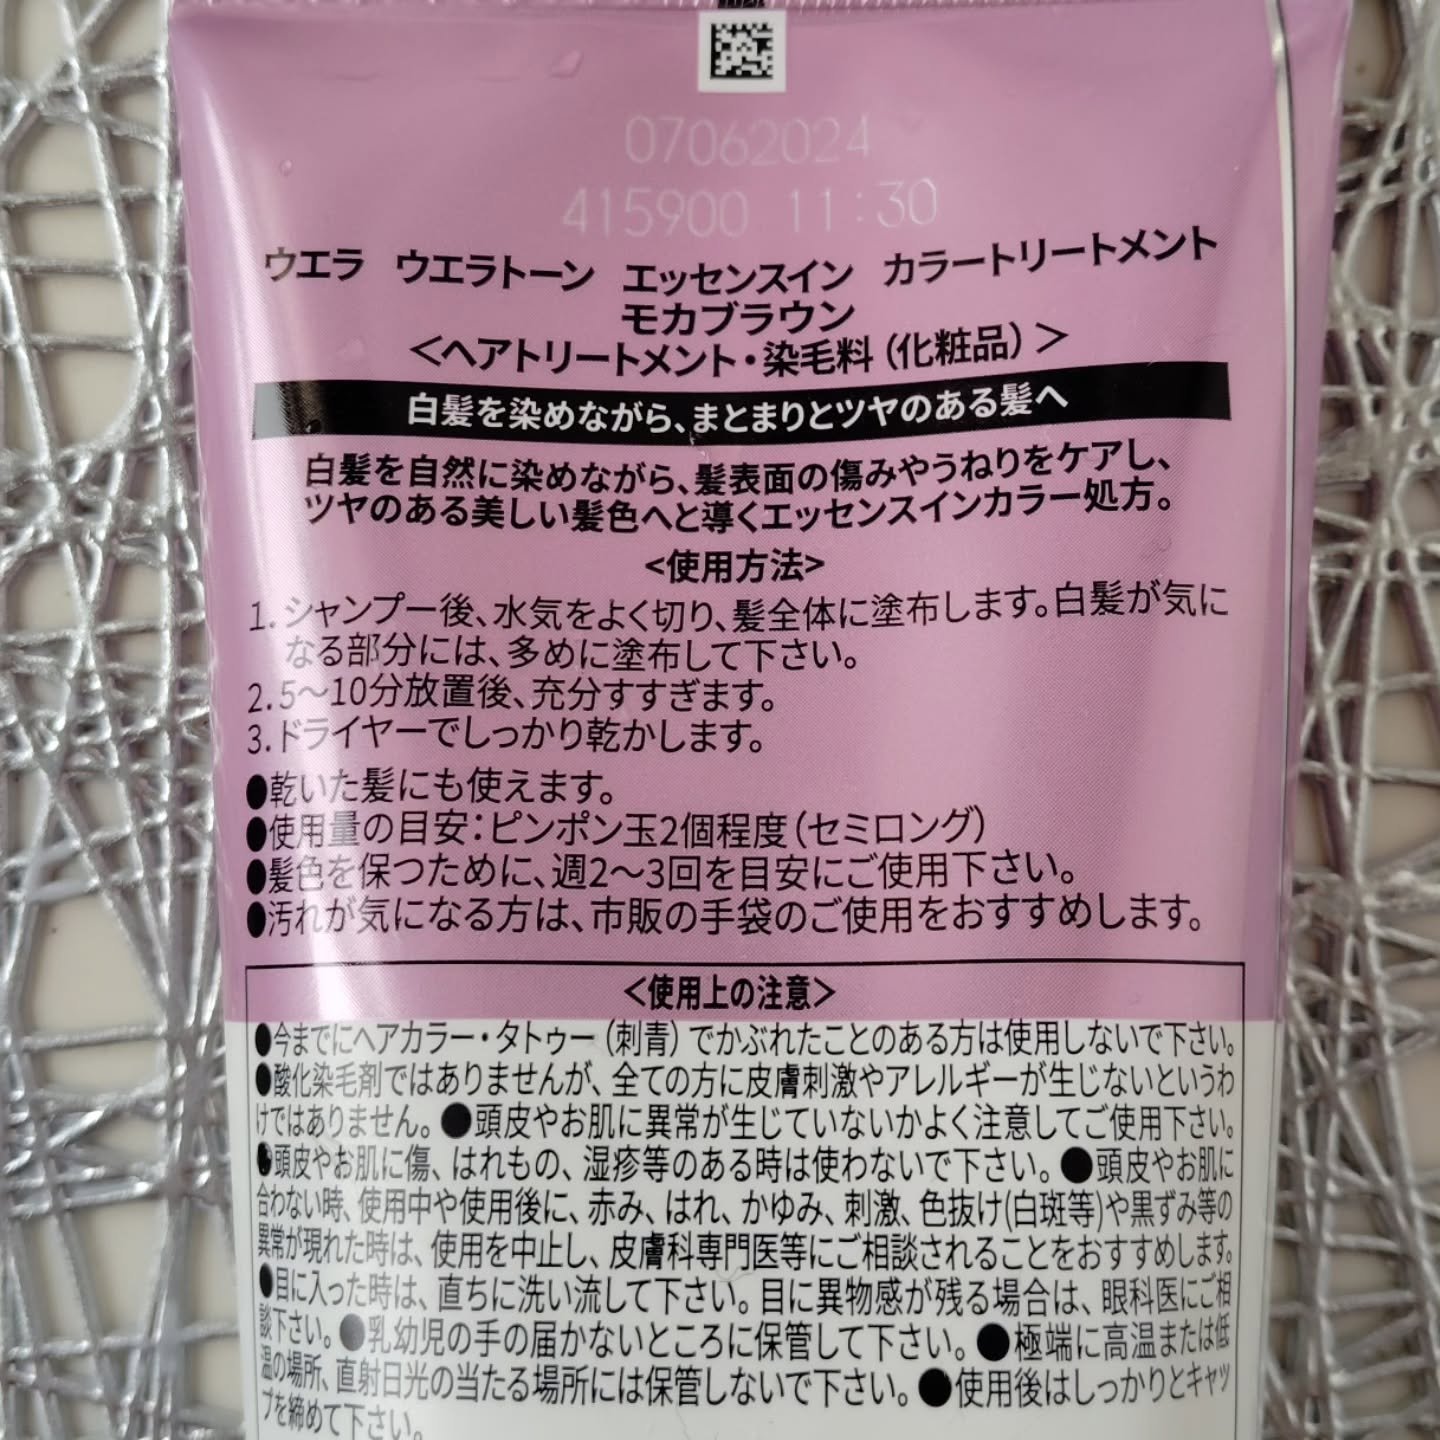 07062024
415900 11:30
ウエラ ウエラトーン エッセンスイン カラートリートメント
モカブラウン
<ヘアトリートメント・染毛料(化粧品)>
白髪を染めながら、まとまりとツヤのある髪へ
白髪を自然に染めながら、髪表面の傷みやうねりをケアし、
ツヤのある美しい髪色へと導くエッセンスインカラー処方。
<使用方法>
1. シャンプー後、水気をよく切り、髪全体に塗布します。白髪が気に
なる部分には、多めに塗布して下さい。
2. 5〜10分放置後、充分すすぎます。
3. ドライヤーでしっかり乾かします。
●乾いた髪にも使えます。
●使用量の目安:ピンポン玉2個程度(セミロング)
●髪色を保つために、週2〜3回を目安にご使用下さい。
●汚れが気になる方は、市販の手袋のご使用をおすすめします。
<使用上の注意>
●今までにヘアカラー・タトゥー(刺青)でかぶれたことのある方は使用しないで下さい。
●酸化染毛剤ではありませんが、全ての方に皮膚刺激やアレルギーが生じないというわ
けではありません。●頭皮やお肌に異常が生じていないかよく注意してご使用下さい。
●頭皮やお肌に傷、はれもの、湿疹等のある時は使わないで下さい。●頭皮やお肌に
合わない時、使用中や使用後に、赤み、はれ、かゆみ、刺激、色抜け(白斑等)や黒ずみ等の
異常が現れた時は、使用を中止し、皮膚科専門医等にご相談されることをおすすめします。
●目に入った時は、直ちに洗い流して下さい。目に異物感が残る場合は、眼科医にご相
談下さい。●乳幼児の手の届かないところに保管して下さい。●極端に高温または低
温の場所、直射日光の当たる場所には保管しないで下さい。●使用後はしっかりとキャッ
プを締めて下さい。